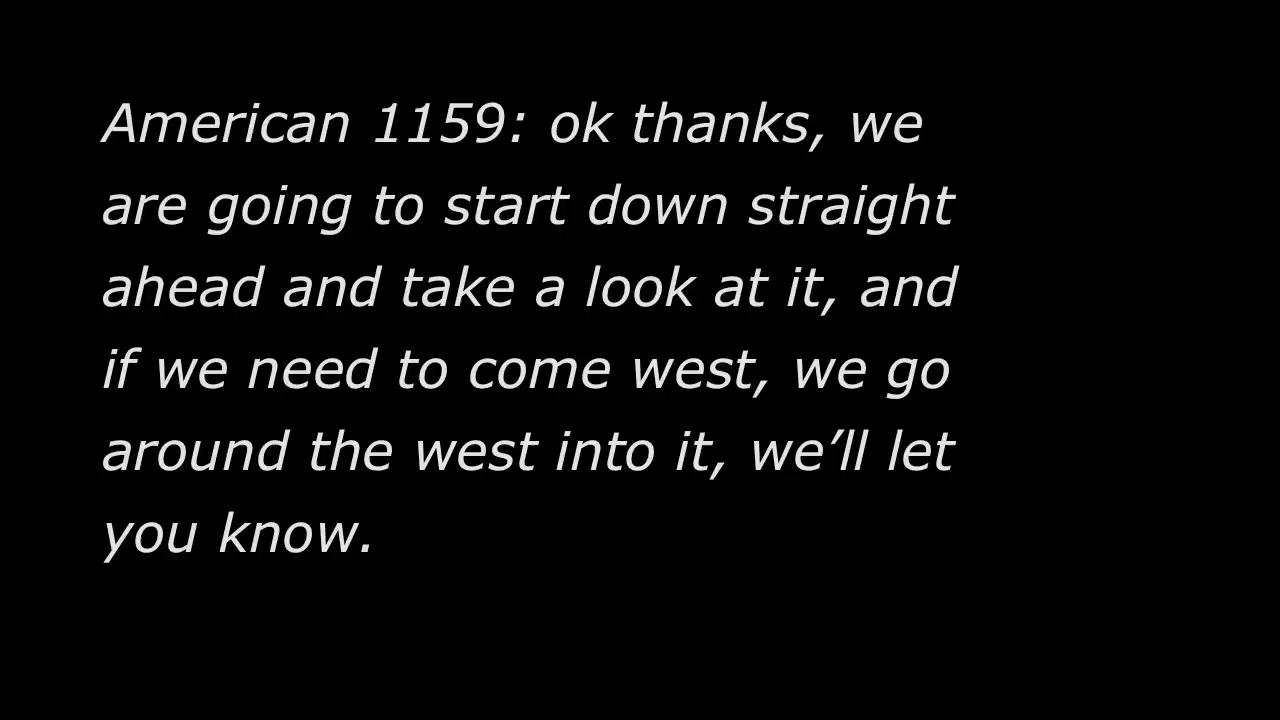 American 1159: ok thanks, we
are going to start down straight
ahead and take a look at it, and
if we need to come west, we go
around the west into it, we’ll let
you know.